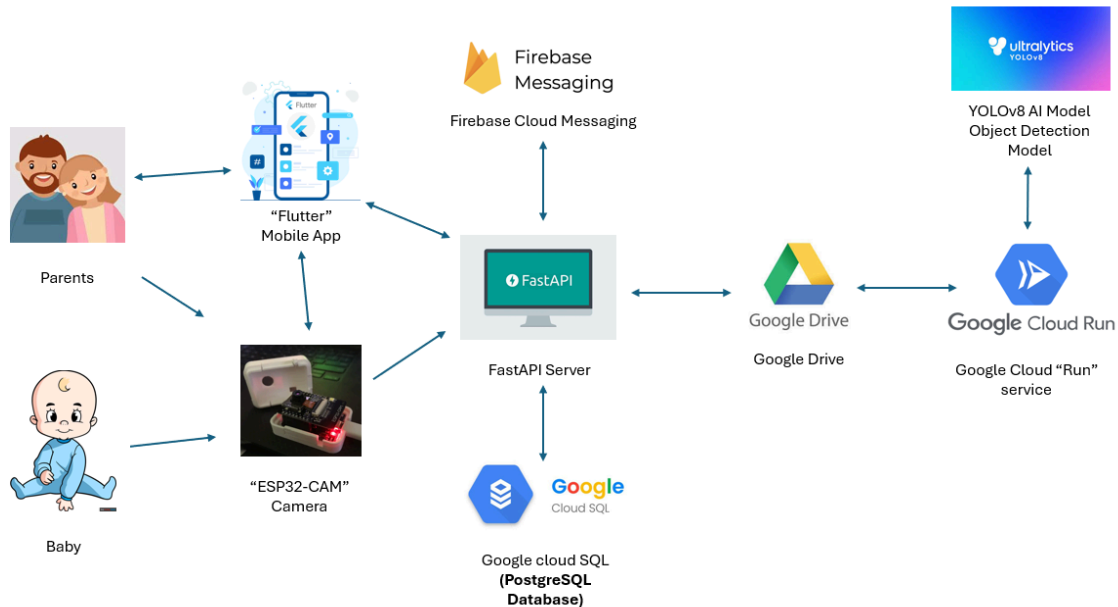 Firebase
Messaging
Firebase Cloud Messaging
ultralytics
YOLOv8
YOLOv8 AI Model
Object Detection
Model
Flutter
#
“Flutter”
Mobile App
Parents
FastAPI
FastAPI Server
Google Drive
Google Drive
Google Cloud Run
Google Cloud “Run”
service
“ESP32-CAM”
Camera
Baby
Google
Cloud SQL
Google cloud SQL
(PostgreSQL
Database)